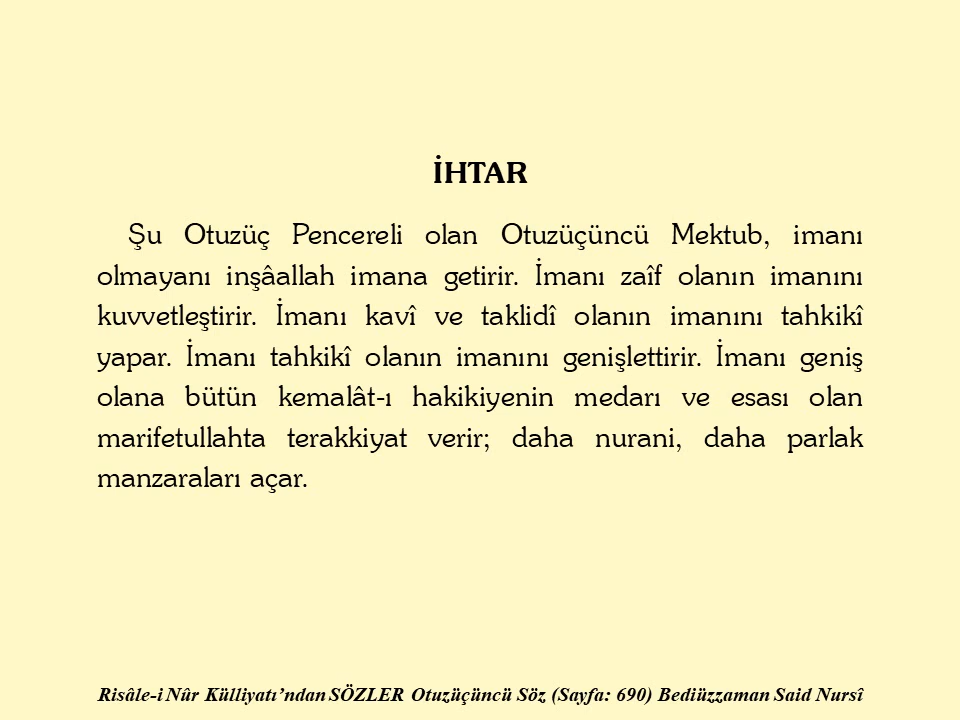 İHTAR
Şu Otuzüç Pencereli olan Otuzüçüncü Mektub, imanı
olmayanı inşâallah imana getirir. İmanı zaîf olanın imanını
kuvvetleştirir. İmanı kavî ve taklidî olanın imanını tahkikî
yapar. İmanı tahkikî olanın imanını genişlettirir. İmanı geniş
olana bütün kemalât-ı hakikiyenin medarı ve esası olan
marifetullahta terakkiyat verir; daha nurani, daha parlak
manzaraları açar.
Risâle-i Nûr Külliyatı’ndan SÖZLER Otuzüçüncü Söz (Sayfa: 690) Bediüzzaman Said Nursî